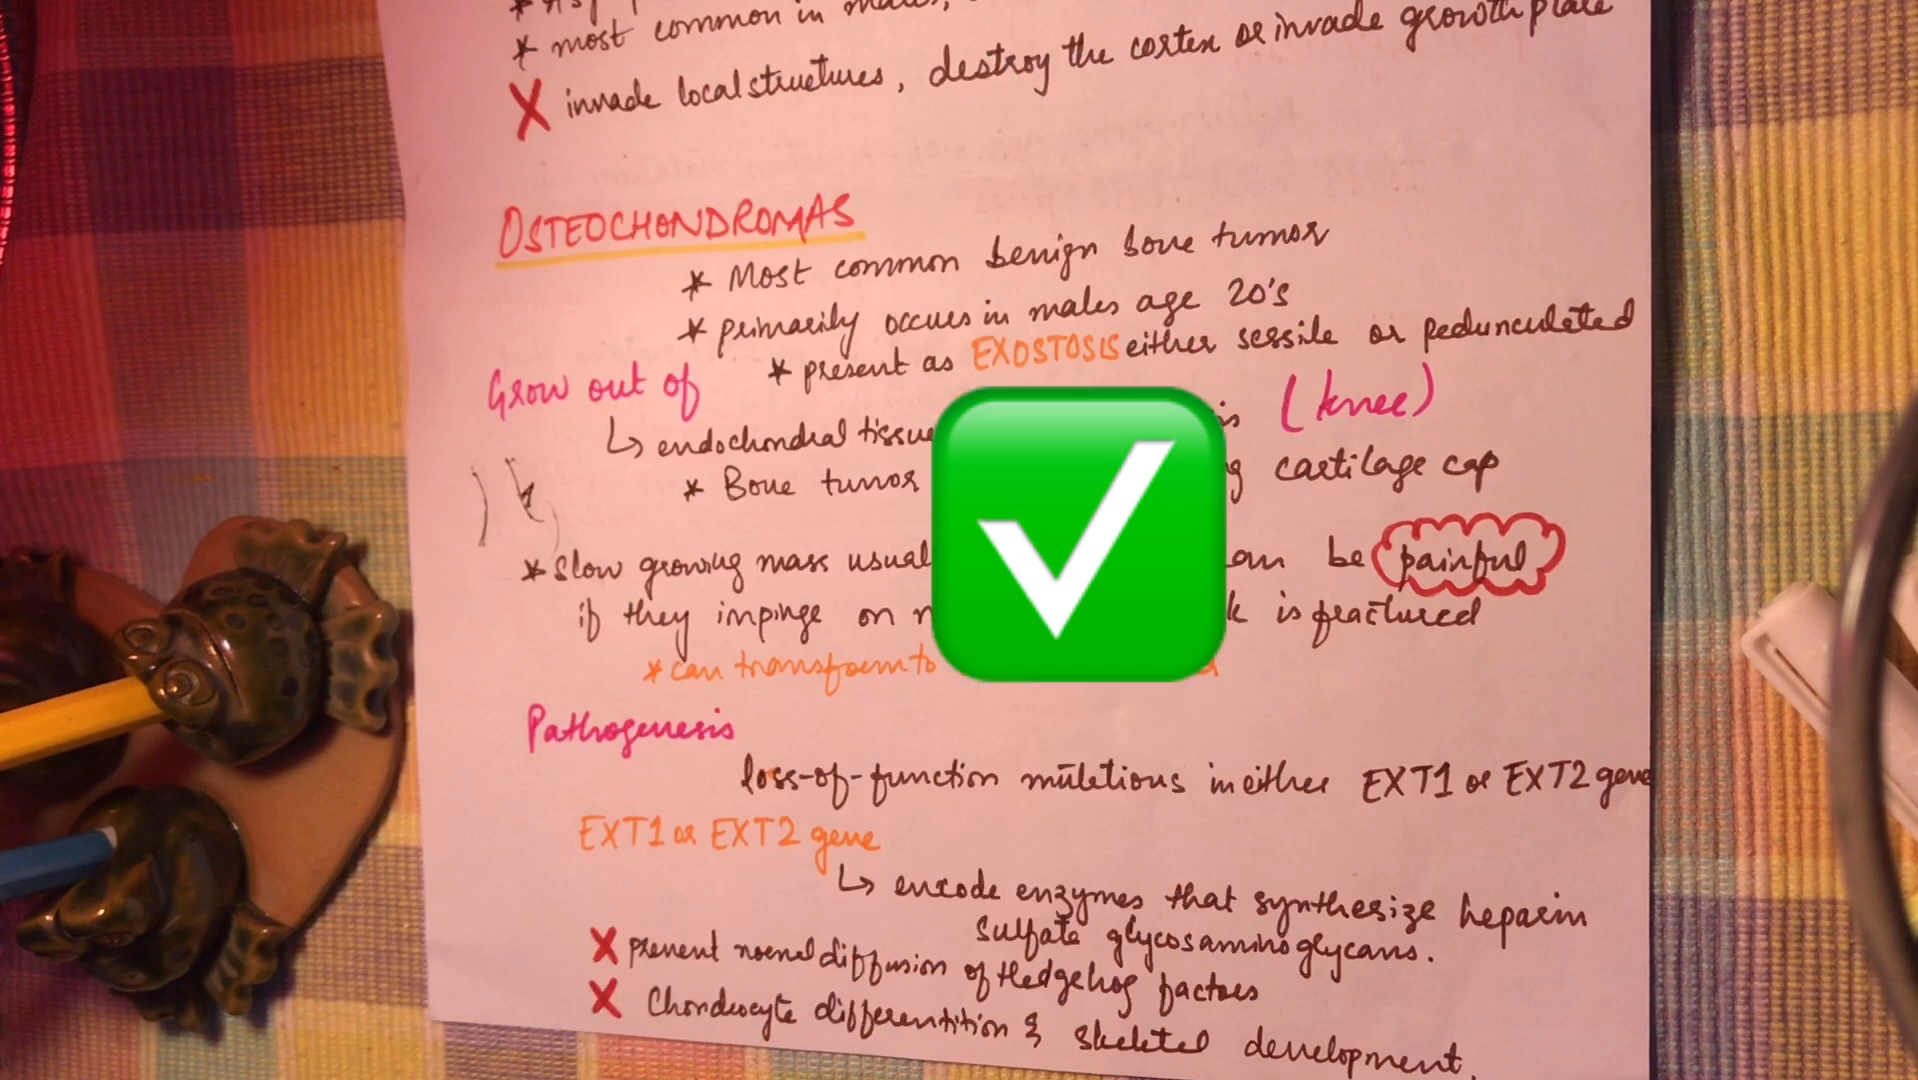 * most common in males,
X invade local structures, destroy the cortex or invade growth plate
OSTEOCHONDROMAS
* Most common benign bone tumor
* primarily occurs in males age 20's
* present as EXOSTOSIS either sessile or pedunculated
Grow out of
↳ endochondral tissue is (knee)
* Bone tumor cartilage cap
* Slow growing mass usual be painful
if they impinge on is fractured
* can transform to
Pathogenesis
loss-of-function mutetions in either EXT1 or EXT2 gene
EXT1 or EXT2 gene
↳ encode enzymes that synthesize heparin
sulfate glycosaminoglycans.
X prevent normal diffusion of Hedgehog factors
X Chondrocyte differentition & skeletal development.